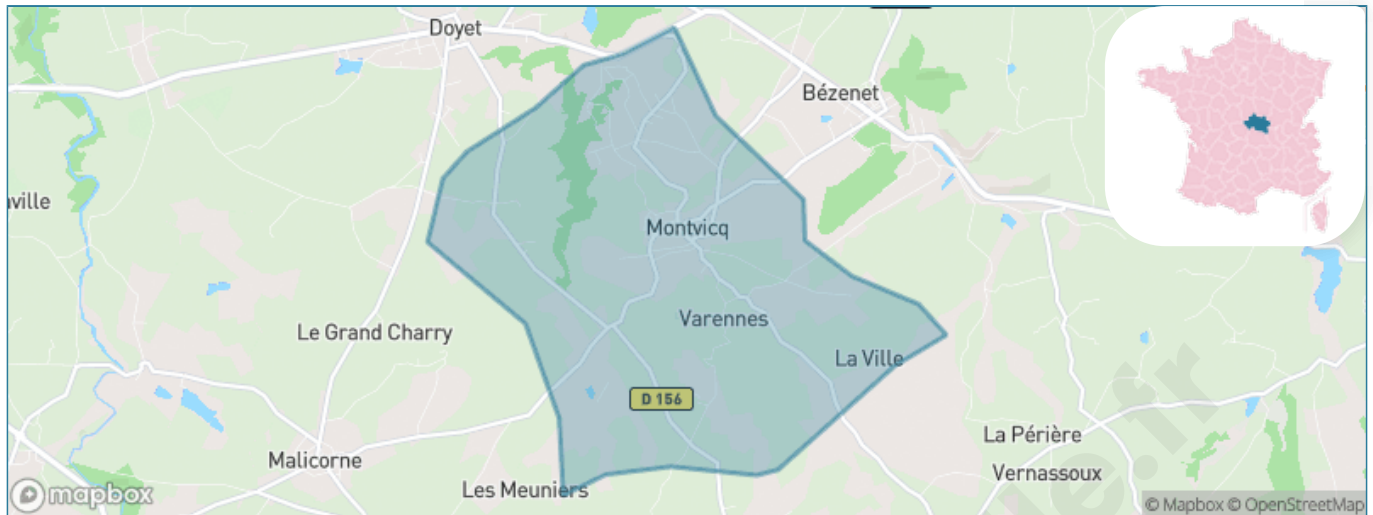 Doyet
Bézenet
ville
Montvicq
Varennes
Le Grand Charry
La Ville
D 156
La Périère
Malicorne
Vernassoux
Les Meuniers
mapbox
© Mapbox © OpenStreetMap